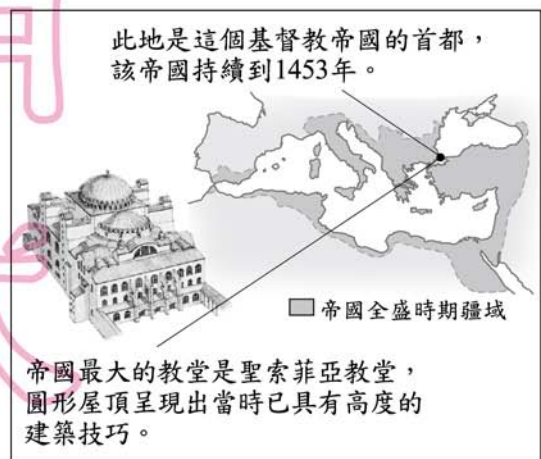 此地是這個基督教帝國的首都，
該帝國持續到1453年。
帝國全盛時期疆域
帝國最大的教堂是聖索菲亞教堂，
圓形屋頂呈現出當時已具有高度的
建築技巧。